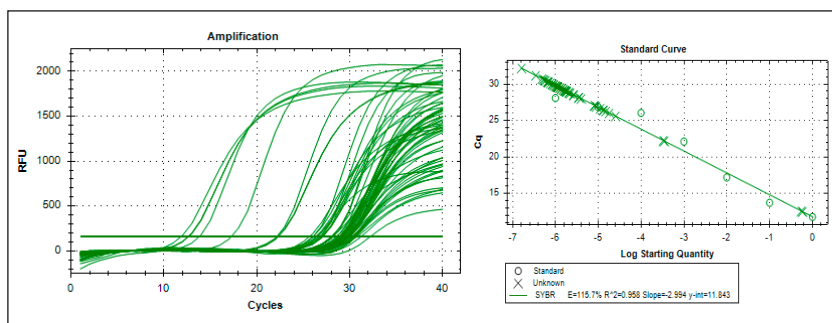 Amplification
2000
1500
1000
500
0
RFU
0
10
20
30
40
Cycles
Standard Curve
30
25
20
15
Cq
-7
-6
-5
-4
-3
-2
-1
0
Log Starting Quantity
Standard
Unknown
SYBR E=115.7% R^2=0.958 Slope=-2.994 y-int=11.843